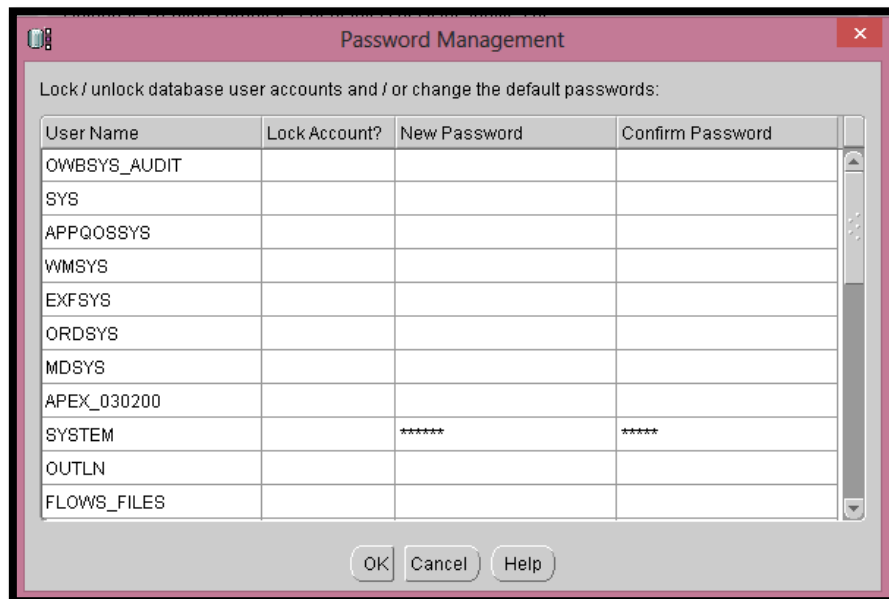 Password Management
Lock / unlock database user accounts and / or change the default passwords:
User Name Lock Account? New Password Confirm Password
OWBSYS_AUDIT
SYS
APPQOSSYS
WMSYS
EXFSYS
ORDSYS
MDSYS
APEX_030200
SYSTEM ****** *****
OUTLN
FLOWS_FILES
OK Cancel Help